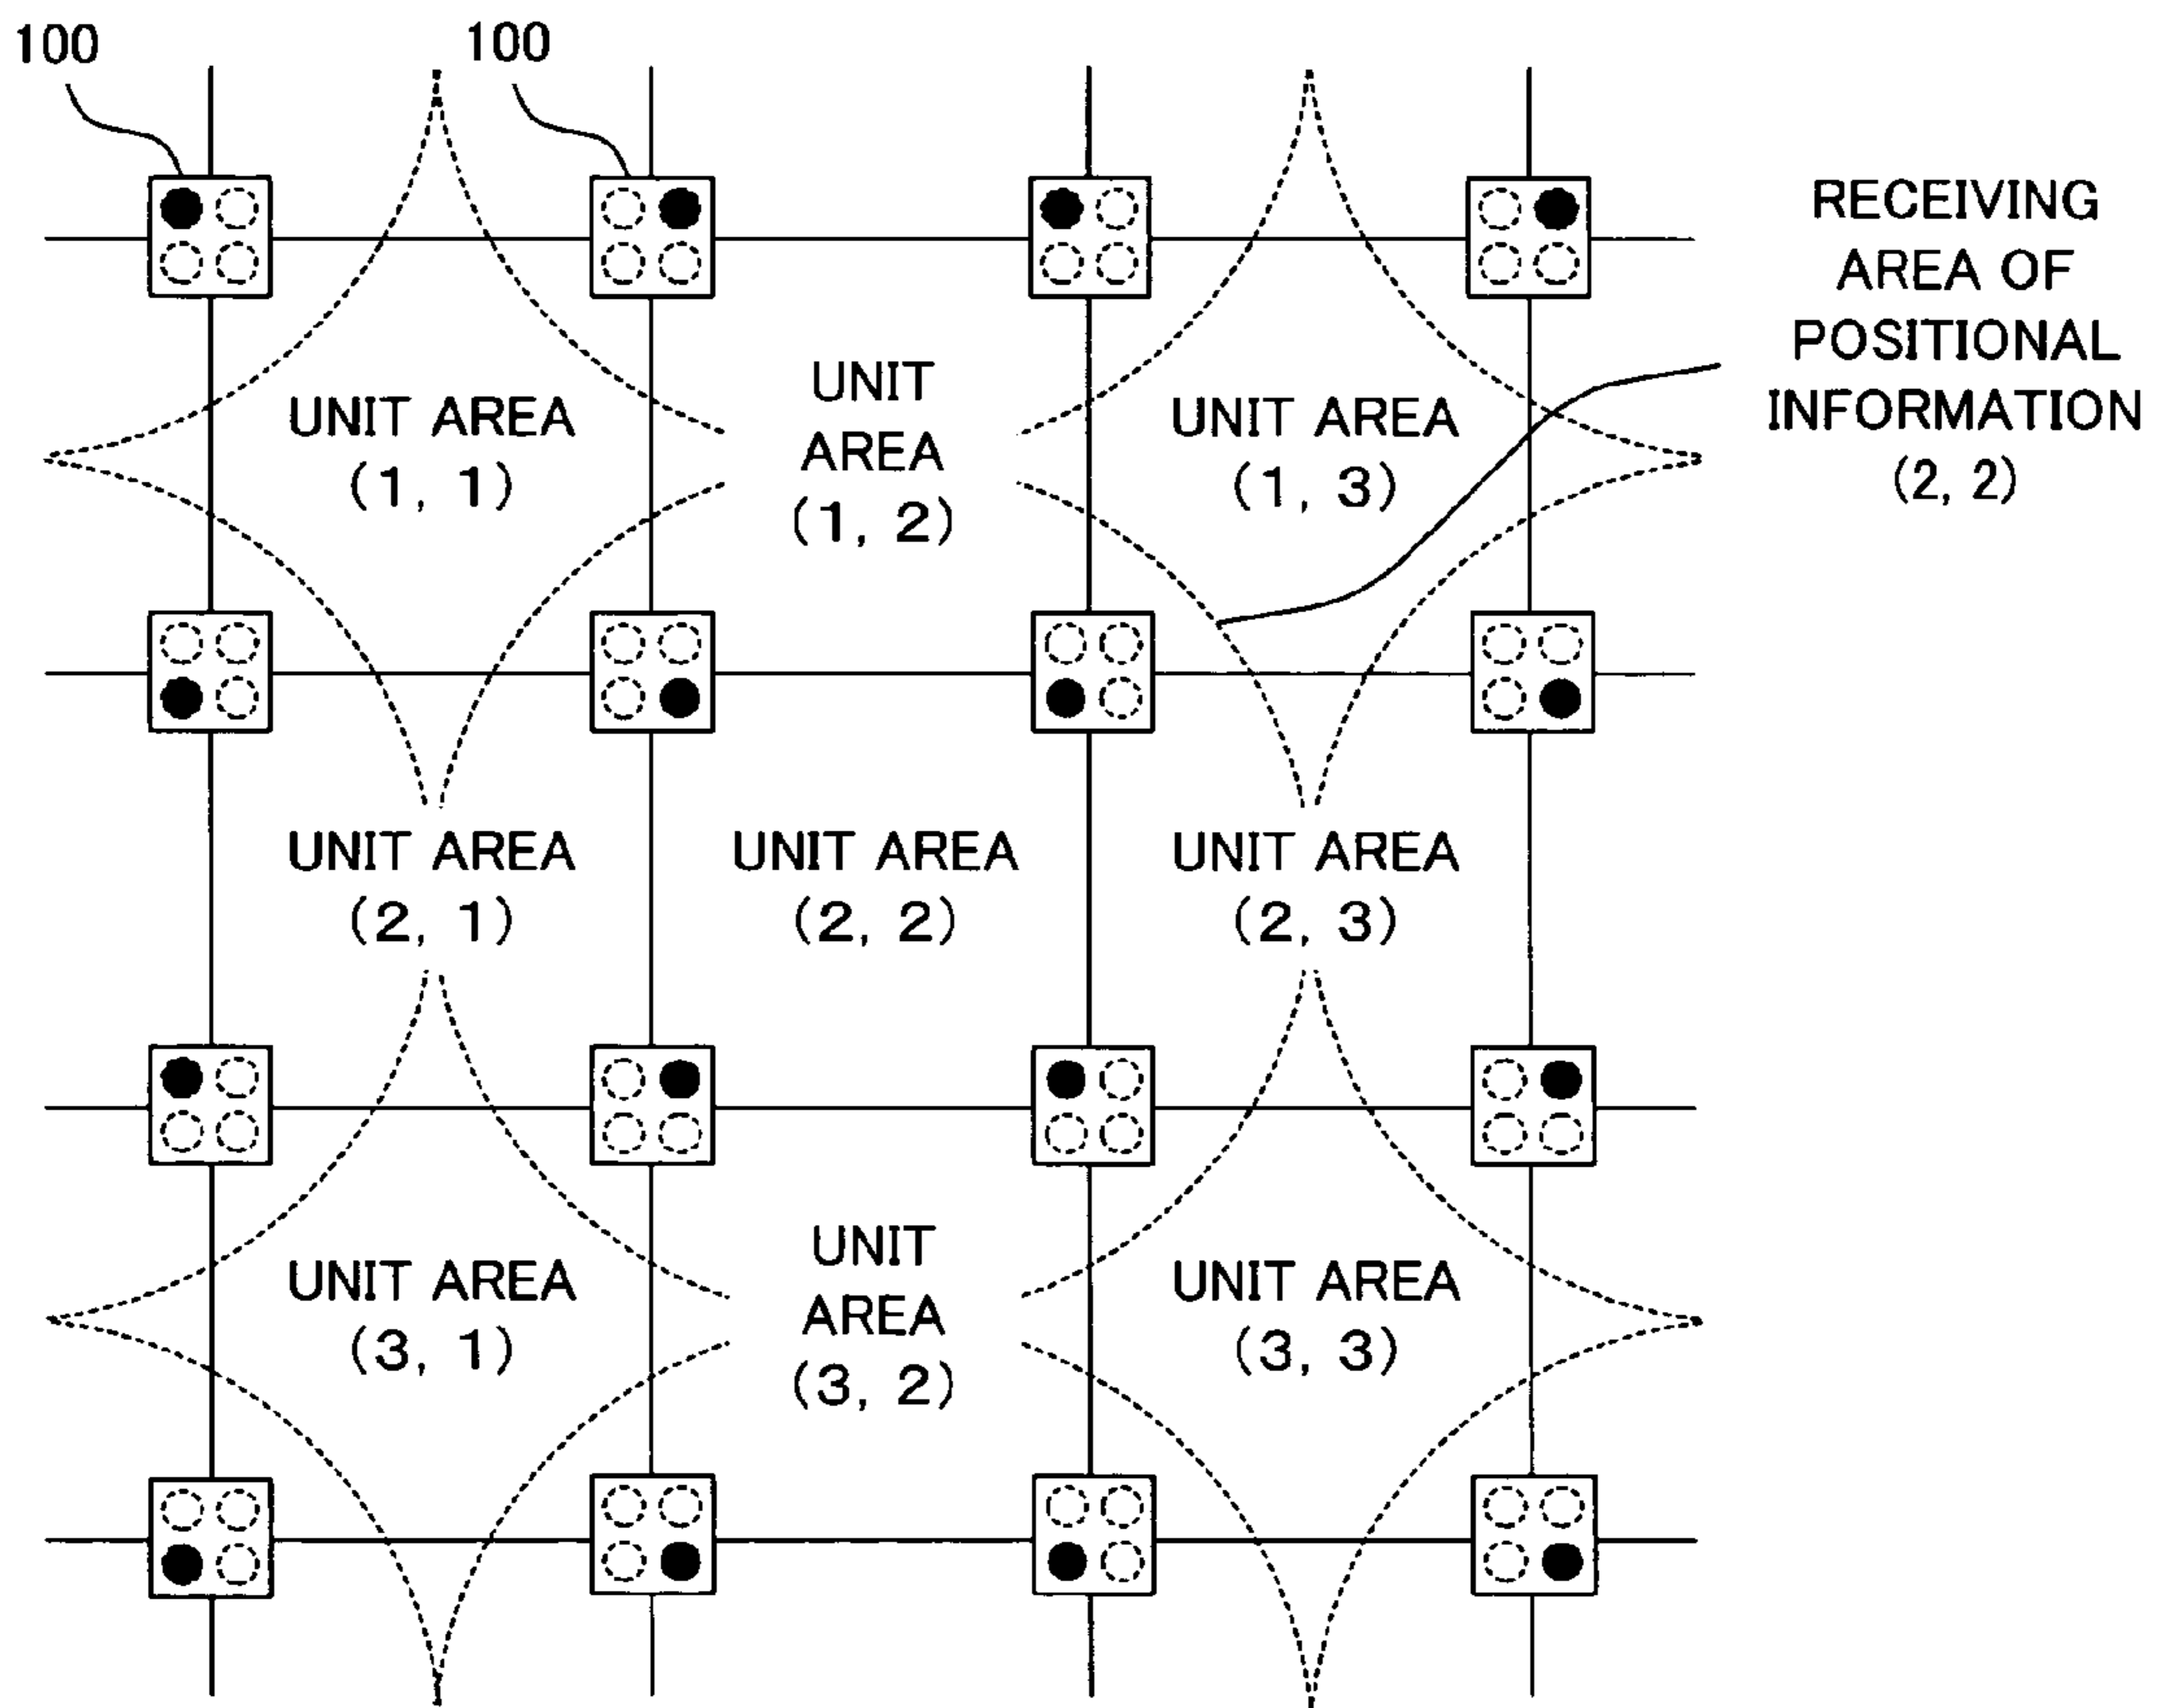 100
100
RECEIVING
AREA OF
POSITIONAL
INFORMATION
(2, 2)
UNIT AREA
(1, 1)
UNIT
AREA
(1, 2)
UNIT AREA
(1, 3)
UNIT AREA
(2, 1)
UNIT AREA
(2, 2)
UNIT AREA
(2, 3)
UNIT AREA
(3, 1)
UNIT
AREA
(3, 2)
UNIT AREA
(3, 3)